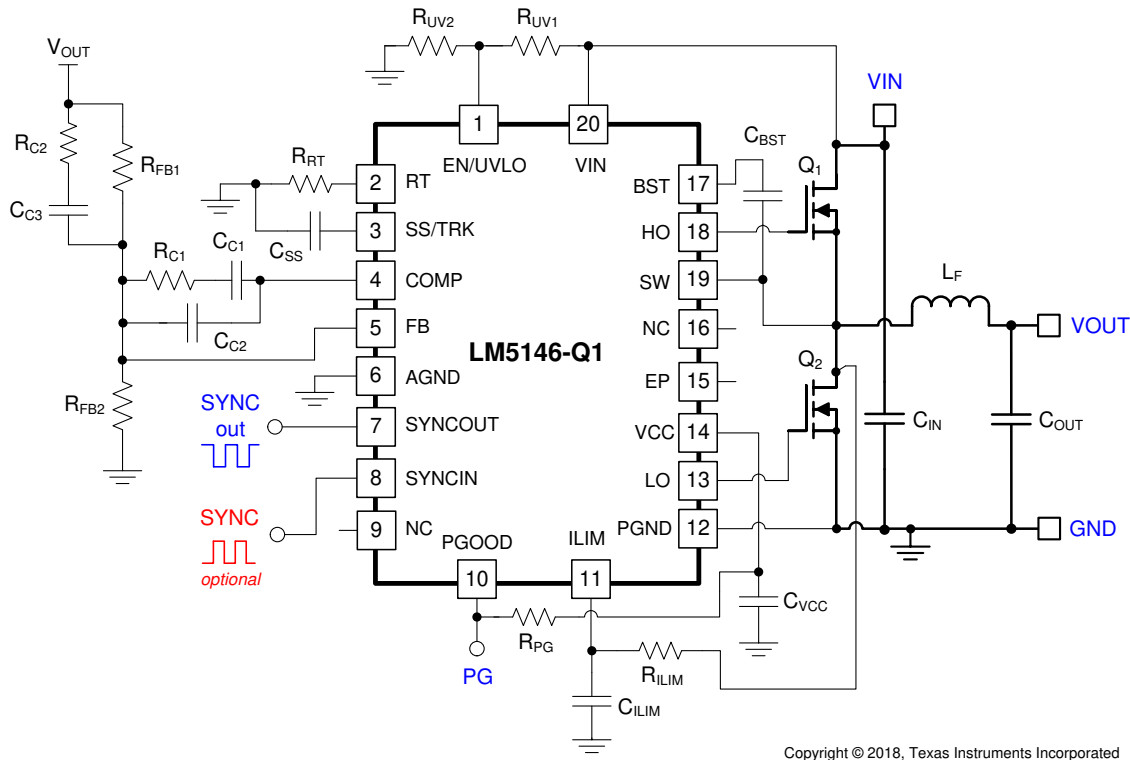 RUV2
RUV1
VOUT
VIN
1
20
EN/UVLO
VIN
CBST
RC2
RFB1
CC3
RRT
2
RT
BST
17
Q1
3
SS/TRK
HO
18
CSS
RC1
CC1
4
COMP
SW
19
LF
CC2
5
FB
NC
16
VOUT
LM5146-Q1
Q2
6
AGND
EP
15
RFB2
SYNC
out
7
SYNCOUT
VCC
14
CIN
COUT
8
SYNCIN
LO
13
SYNC
optional
9
NC
PGND
12
GND
PGOOD
ILIM
10
11
CVCC
RPG
PG
RILIM
CILIM
Copyright © 2018, Texas Instruments Incorporated